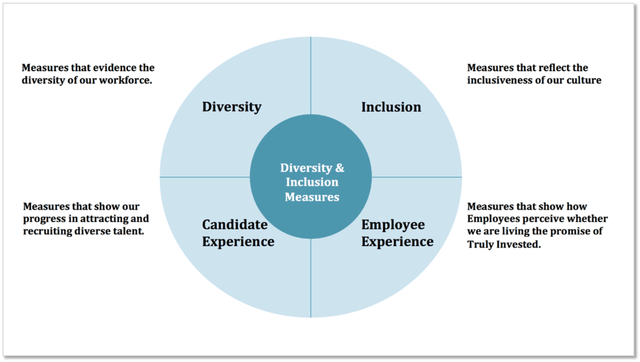 Measures that evidence the
diversity of our workforce.
Measures that reflect the
inclusiveness of our culture
Diversity
Inclusion
Diversity &
Inclusion
Measures
Measures that show our
progress in attracting and
recruiting diverse talent.
Candidate
Experience
Employee
Experience
Measures that show how
Employees perceive whether
we are living the promise of
Truly Invested.